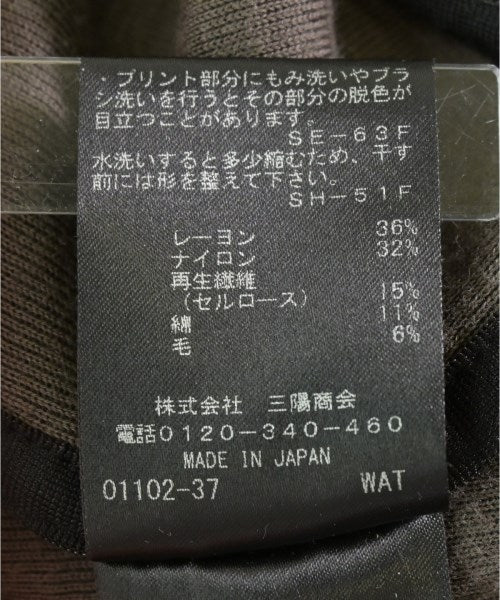 ・プリント部分にもみ洗いやブラ
シ洗いを行うとその部分の脱色が
目立つことがあります。
SE-63F
水洗いすると多少縮むため、干す
前には形を整えて下さい。
SH-51F
レーヨン 36%
ナイロン 32%
再生繊維
(セルロース) 15%
綿 11%
毛 6%
株式会社 三陽商会
電話0120-340-460
MADE IN JAPAN
01102-37 WAT